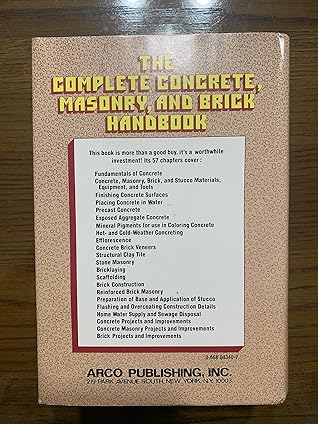 THE
COMPLETE CONCRETE,
MASONRY, AND BRICK
HANDBOOK
This book is more than a good buy, it's a worthwhile
investment! Its 57 chapters cover:
Fundamentals of Concrete
Concrete, Masonry, Brick, and Stucco Materials,
Equipment, and Tools
Finishing Concrete Surfaces
Placing Concrete in Water
Precast Concrete
Exposed Aggregate Concrete
Mineral Pigments for use in Coloring Concrete
Hot- and Cold-Weather Concreting
Efflorescence
Concrete Brick Veneers
Structural Clay Tile
Stone Masonry
Bricklaying
Scaffolding
Brick Construction
Reinforced Brick Masonry
Preparation of Base and Application of Stucco
Flashing and Overcoating Construction Details
Home Water Supply and Sewage Disposal
Concrete Projects and Improvements
Concrete Masonry Projects and Improvements
Brick Projects and Improvements
ARCO PUBLISHING, INC.
219 PARK AVENUE SOUTH, NEW YORK, N.Y. 10003